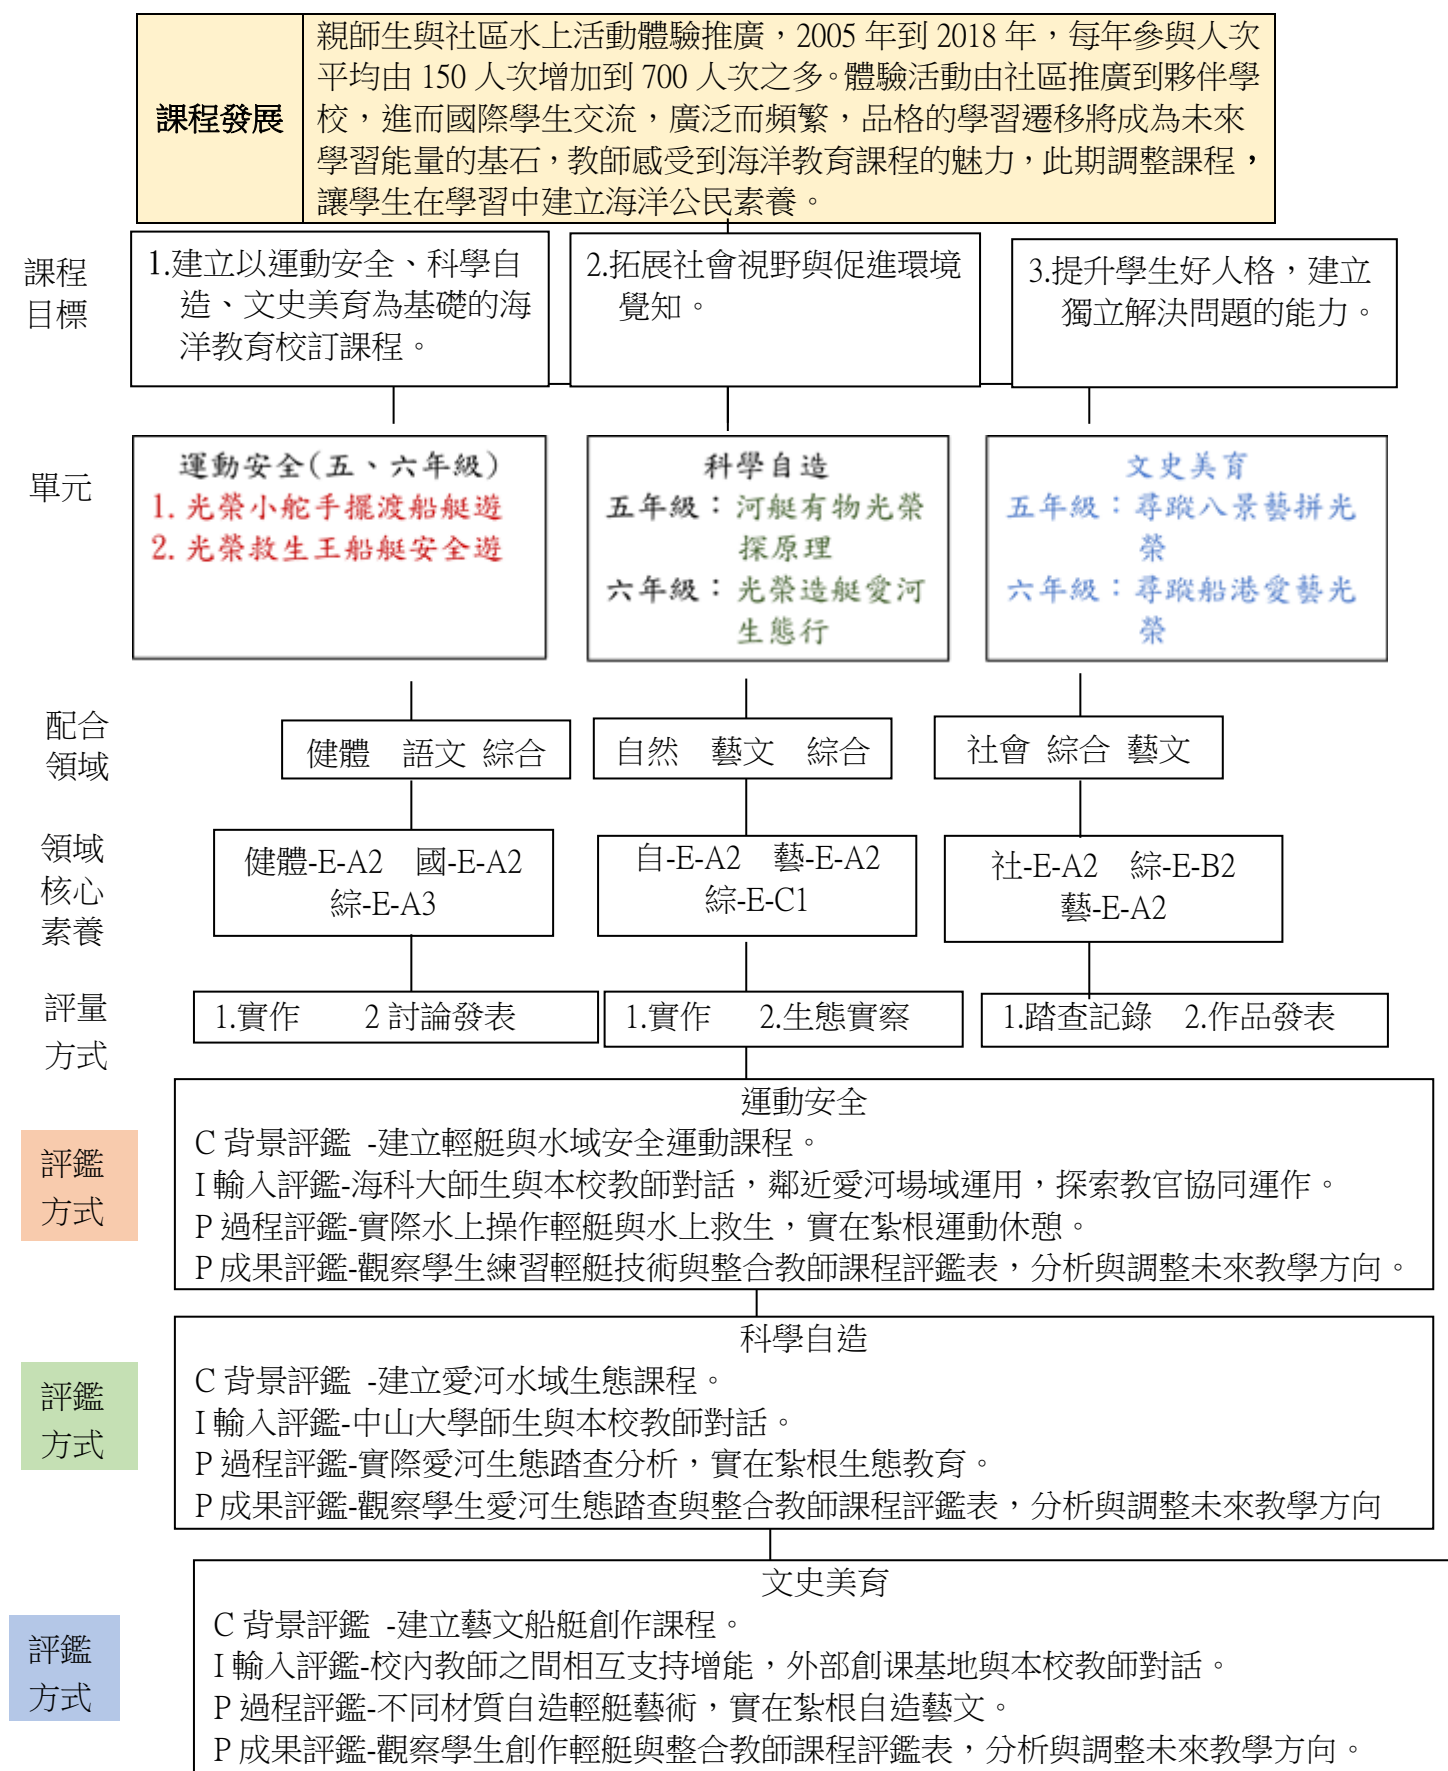 課程發展
親師生與社區水上活動體驗推廣，2005 年到 2018 年，每年參與人次
平均由 150 人次增加到 700 人次之多。體驗活動由社區推廣到夥伴學
校，進而國際學生交流，廣泛而頻繁，品格的學習遷移將成為未來
學習能量的基石，教師感受到海洋教育課程的魅力，此期調整課程，
讓學生在學習中建立海洋公民素養。
課程
目標
1.建立以運動安全、科學自
造、文史美育為基礎的海
洋教育校訂課程。
2.拓展社會視野與促進環境
覺知。
3.提升學生好人格，建立
獨立解決問題的能力。
單元
運動安全(五、六年級)
1. 光榮小舵手擺渡船艇遊
2. 光榮救生王船艇安全遊
科學自造
五年級：河艇有物光榮
探原理
六年級：光榮造艇愛河
生態行
文史美育
五年級：尋蹤八景藝拼光
榮
六年級：尋蹤船港愛藝光
榮
配合
領域
健體 語文 綜合
自然 藝文 綜合
社會 綜合 藝文
領域
核心
素養
健體-E-A2 國-E-A2
綜-E-A3
自-E-A2 藝-E-A2
綜-E-C1
社-E-A2 綜-E-B2
藝-E-A2
評量
方式
1.實作 2 討論發表
1.實作 2.生態實察
1.踏查記錄 2.作品發表
評鑑
方式
運動安全
C 背景評鑑 -建立輕艇與水域安全運動課程。
I 輸入評鑑-海科大師生與本校教師對話，鄰近愛河場域運用，探索教官協同運作。
P 過程評鑑-實際水上操作輕艇與水上救生，實在紮根運動休憩。
P 成果評鑑-觀察學生練習輕艇技術與整合教師課程評鑑表，分析與調整未來教學方向。
評鑑
方式
科學自造
C 背景評鑑 -建立愛河水域生態課程。
I 輸入評鑑-中山大學師生與本校教師對話。
P 過程評鑑-實際愛河生態踏查分析，實在紮根生態教育。
P 成果評鑑-觀察學生愛河生態踏查與整合教師課程評鑑表，分析與調整未來教學方向
評鑑
方式
文史美育
C 背景評鑑 -建立藝文船艇創作課程。
I 輸入評鑑-校內教師之間相互支持增能，外部創课基地與本校教師對話。
P 過程評鑑-不同材質自造輕艇藝術，實在紮根自造藝文。
P 成果評鑑-觀察學生創作輕艇與整合教師課程評鑑表，分析與調整未來教學方向。